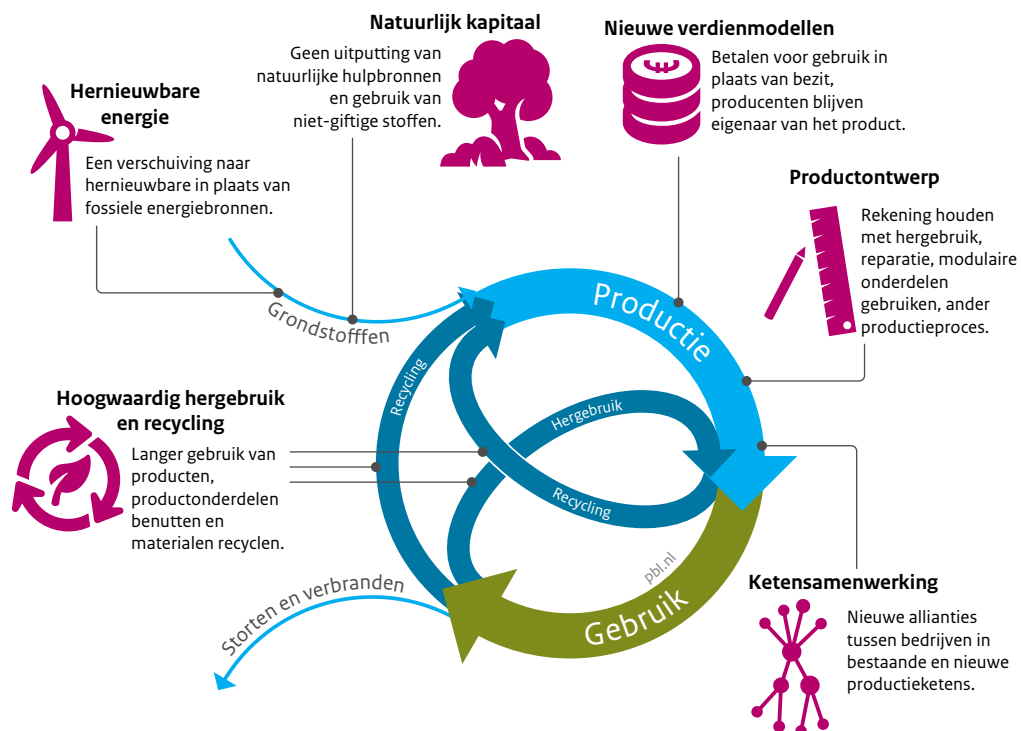 Natuurlijk kapitaal
Geen uitputting van
natuurlijke hulpbronnen
en gebruik van
niet-giftige stoffen.
Nieuwe verdienmodellen
Betalen voor gebruik in
plaats van bezit,
producenten blijven
eigenaar van het product.
Hernieuwbare
energie
Een verschuiving naar
hernieuwbare in plaats van
fossiele energiebronnen.
Productontwerp
Rekening houden
met hergebruik,
reparatie, modulaire
onderdelen
gebruiken, ander
productieproces.
Grondstofffen
Productie
Recycling
Hergebruik
Recycling
Hoogwaardig hergebruik
en recycling
Langer gebruik van
producten,
productonderdelen
benutten en
materialen recyclen.
Storten en verbranden
Gebruik
pbl.nl
Ketensamenwerking
Nieuwe allianties
tussen bedrijven in
bestaande en nieuwe
productieketens.